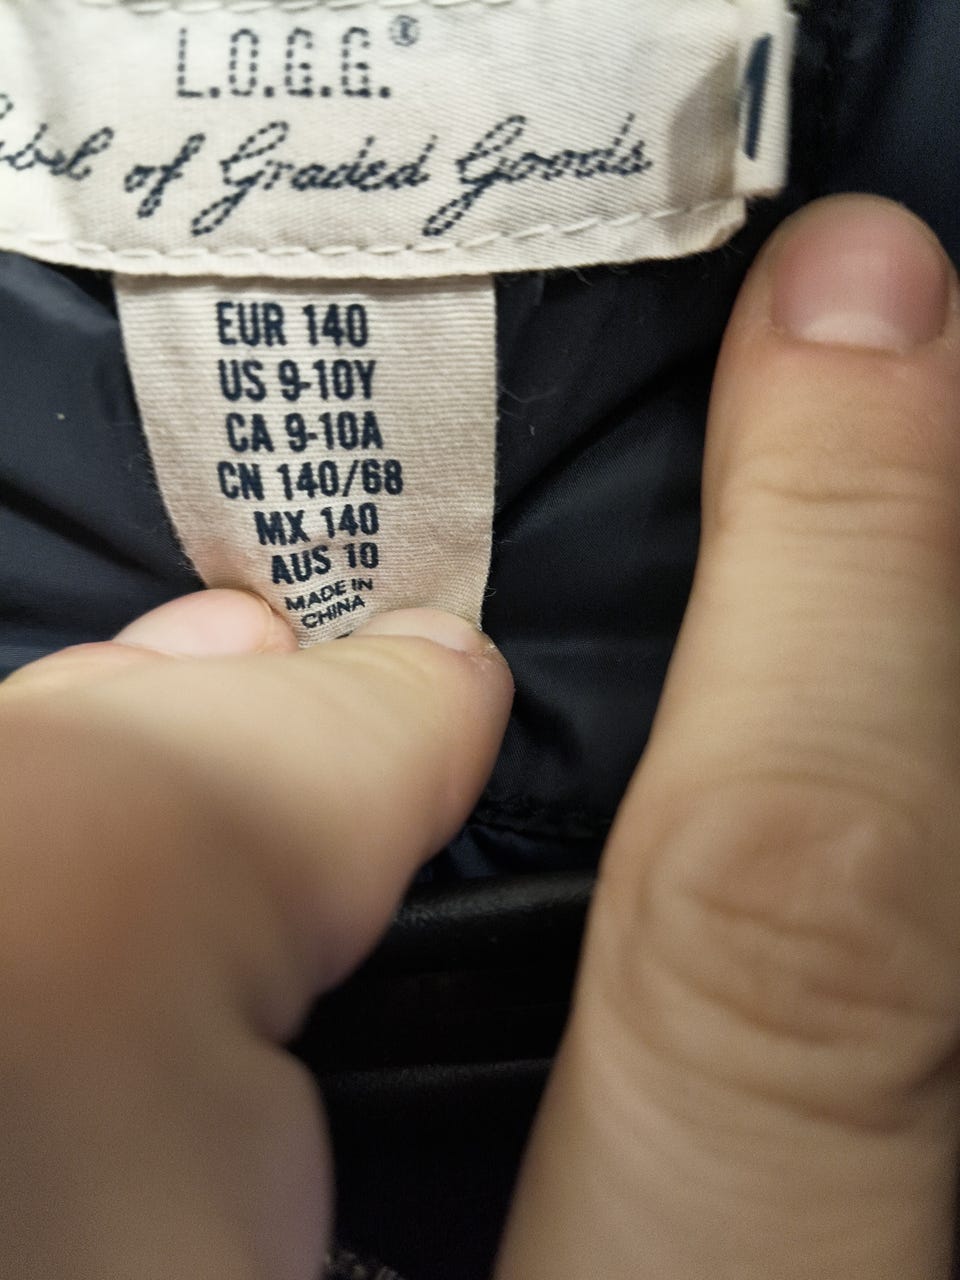 L.O.G.G.®
Label of Graded Goods
EUR 140
US 9-10Y
CA 9-10A
CN 140/68
MX 140
AUS 10
MADE IN
CHINA